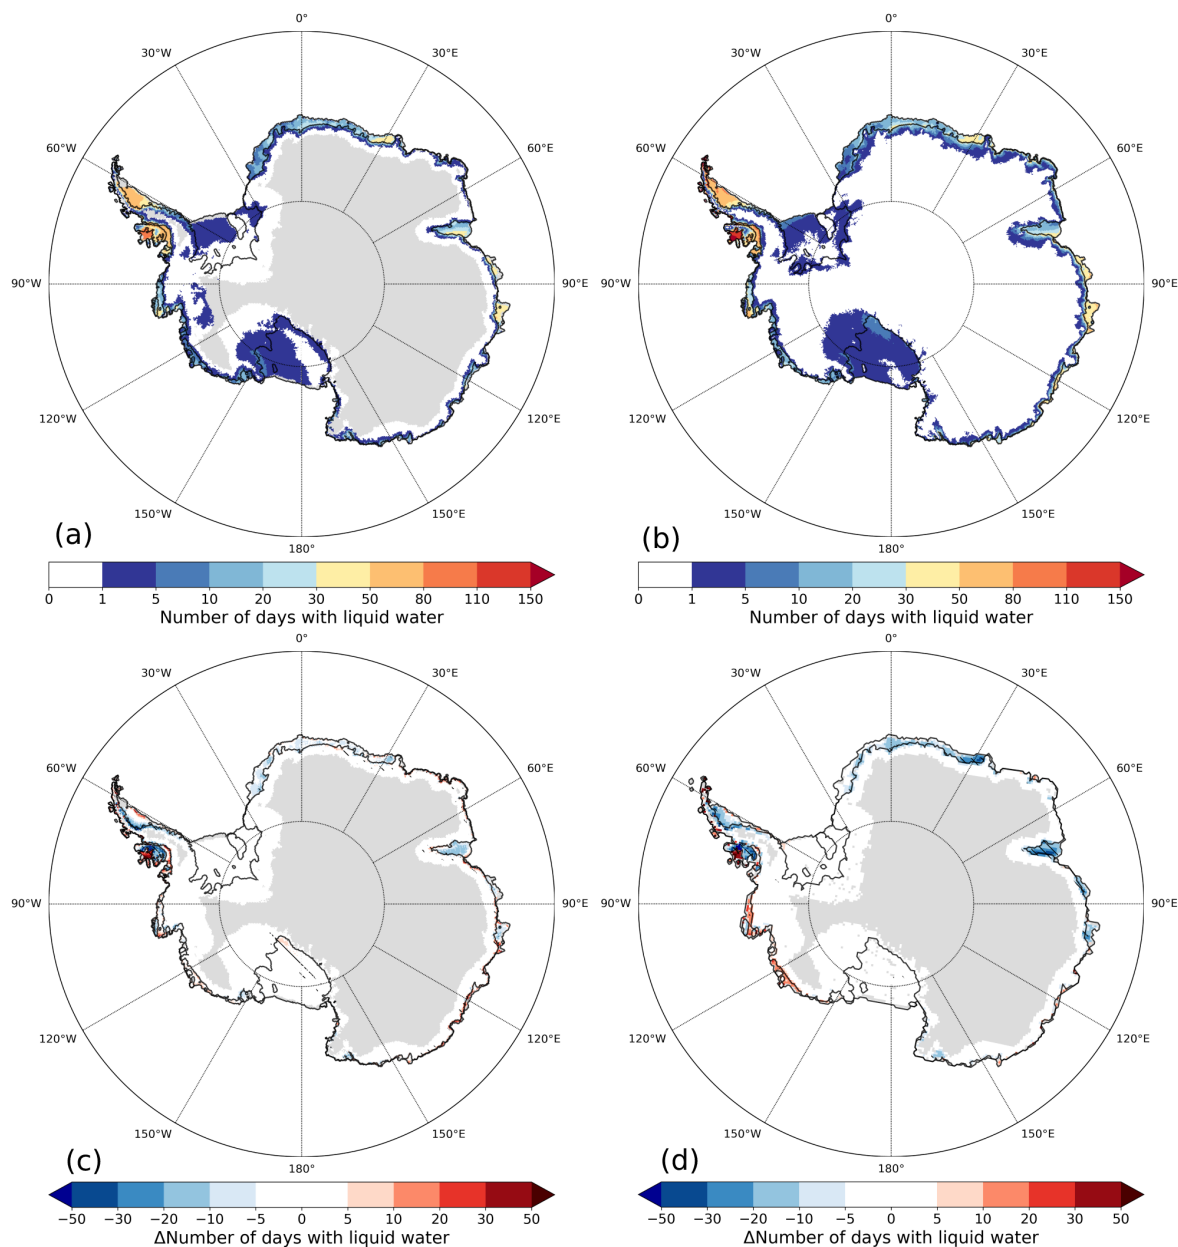 0° 0°
30°W 30°E 30°W 30°E
60°W 60°E 60°W 60°E
90°W 90°E 90°W 90°E
120°W 120°E 120°W 120°E
150°W 150°E 150°W 150°E
(a) (b)
180° 180°
0 1 5 10 20 30 50 80 110 150 0 1 5 10 20 30 50 80 110 150
Number of days with liquid water Number of days with liquid water
0° 0°
30°W 30°E 30°W 30°E
60°W 60°E 60°W 60°E
90°W 90°E 90°W 90°E
120°W 120°E 120°W 120°E
150°W 150°E 150°W 150°E
(c) (d)
180° 180°
−50 −30 −20 −10 −5 0 5 10 20 30 50 −50 −30 −20 −10 −5 0 5 10 20 30 50
ΔNumber of days with liquid water ΔNumber of days with liquid water